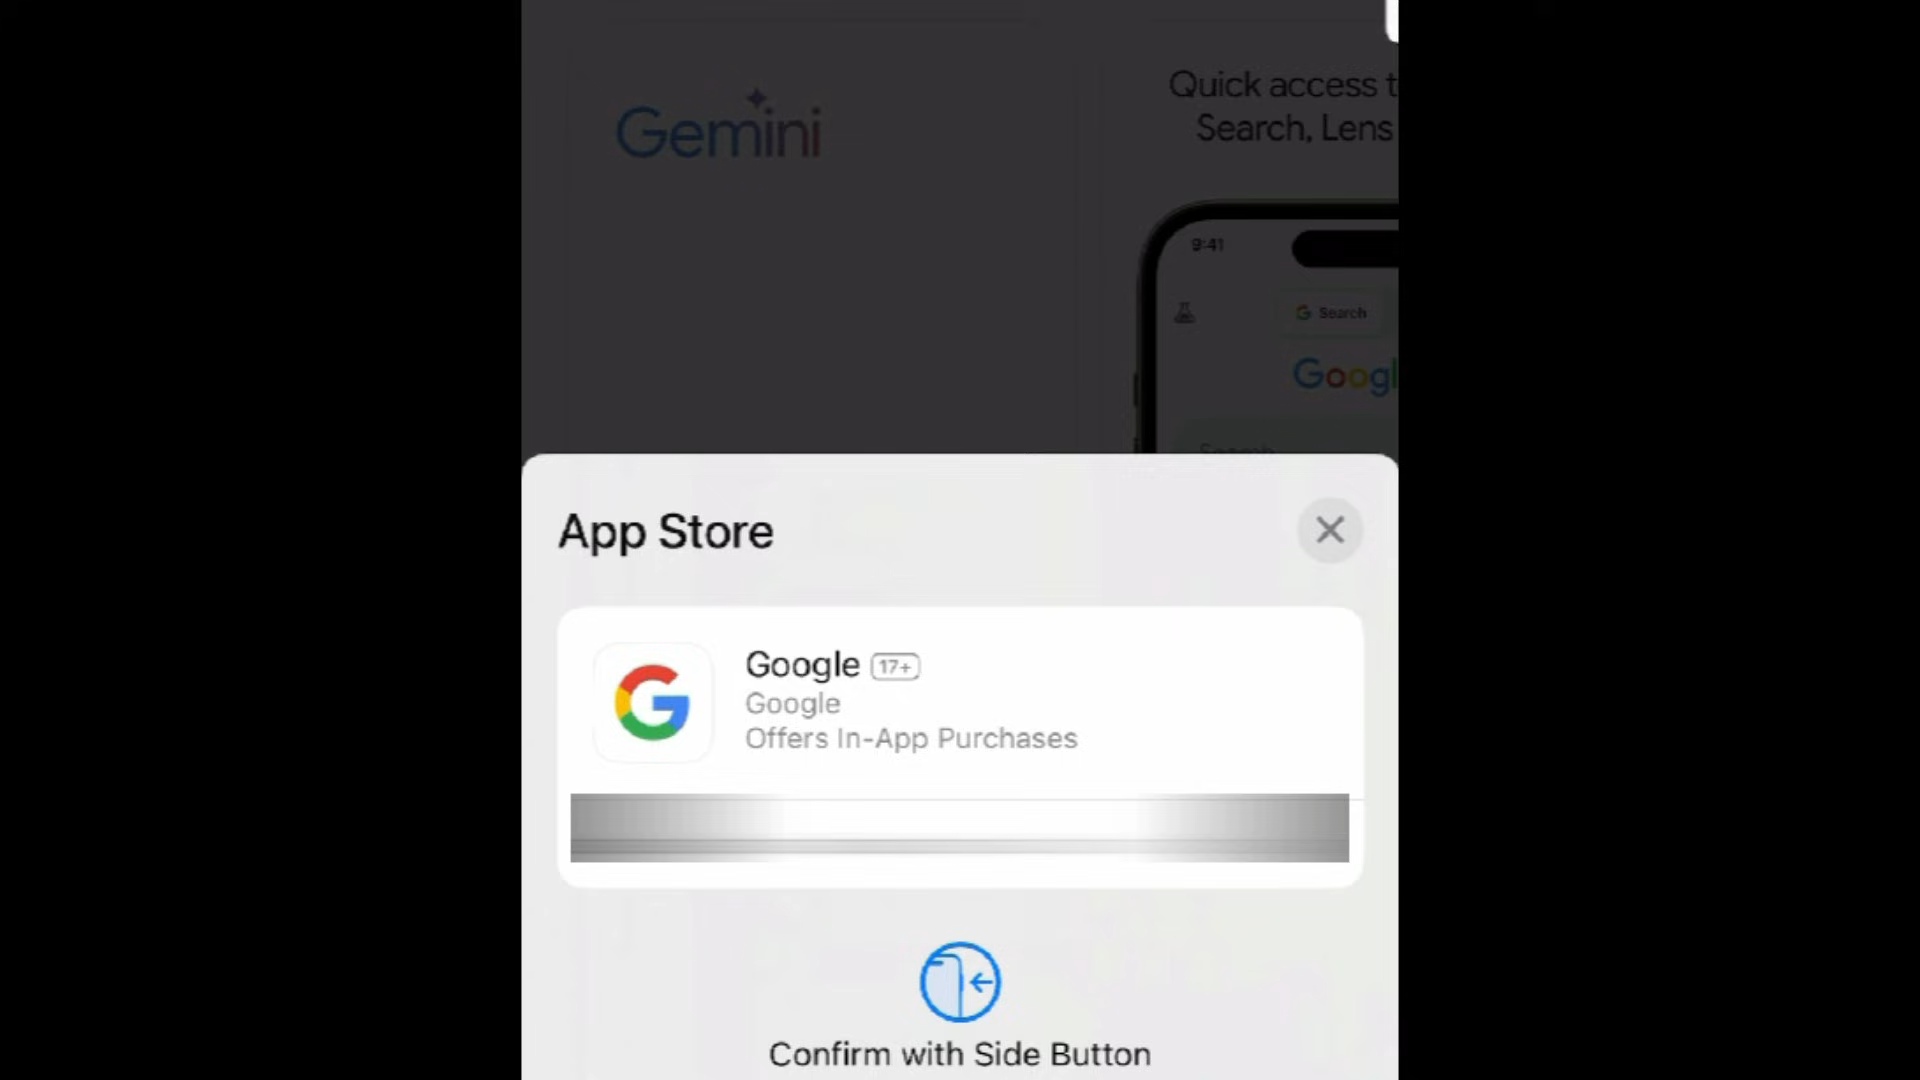 Gemini
Quick access t
Search, Lens
9:41
G Search
Googl
Search
App Store
Google 17+
Google
Offers In-App Purchases
Confirm with Side Button